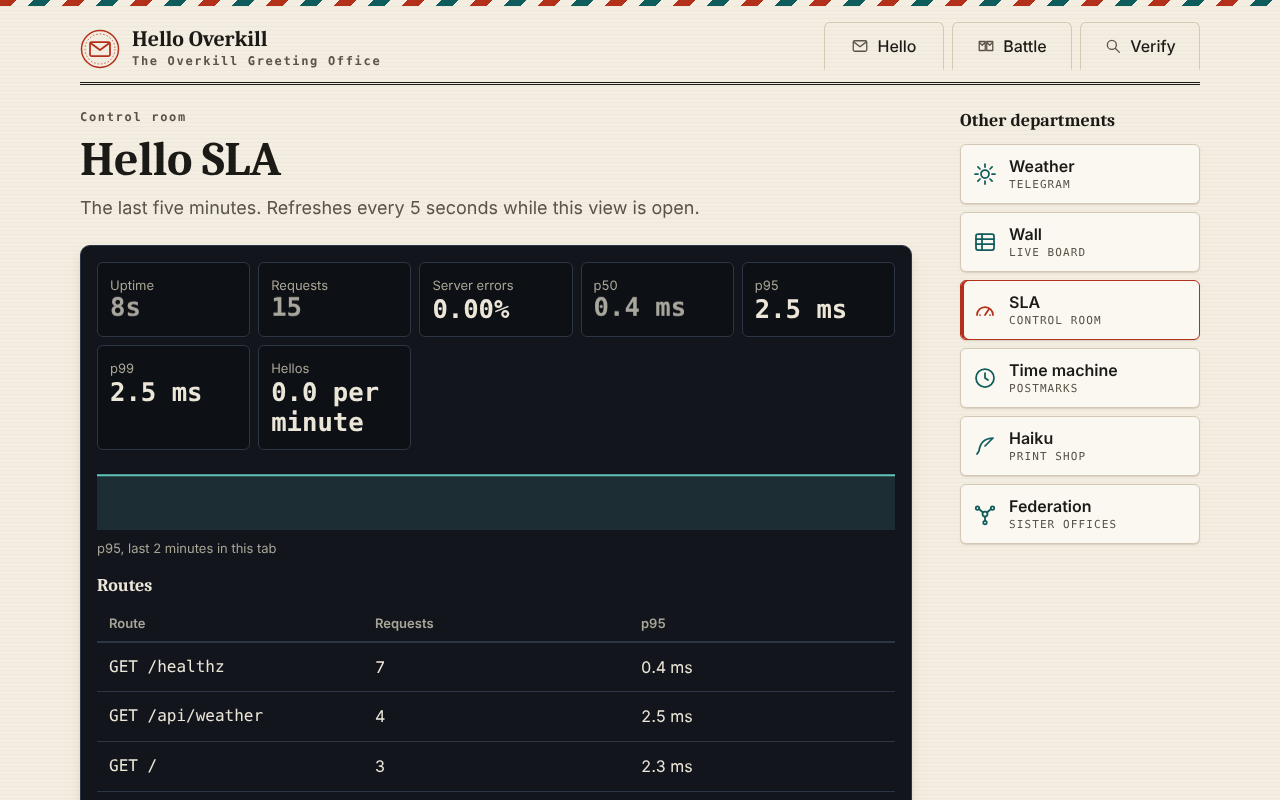 Hello Overkill
The Overkill Greeting Office
Hello
Battle
Verify
Control room
Hello SLA
The last five minutes. Refreshes every 5 seconds while this view is open.
Uptime
8s
Requests
15
Server errors
0.00%
p50
0.4 ms
p95
2.5 ms
p99
2.5 ms
Hellos
0.0 per
minute
p95, last 2 minutes in this tab
Routes
Route Requests p95
GET /healthz 7 0.4 ms
GET /api/weather 4 2.5 ms
GET / 3 2.3 ms
Other departments
Weather
TELEGRAM
Wall
LIVE BOARD
SLA
CONTROL ROOM
Time machine
POSTMARKS
Haiku
PRINT SHOP
Federation
SISTER OFFICES